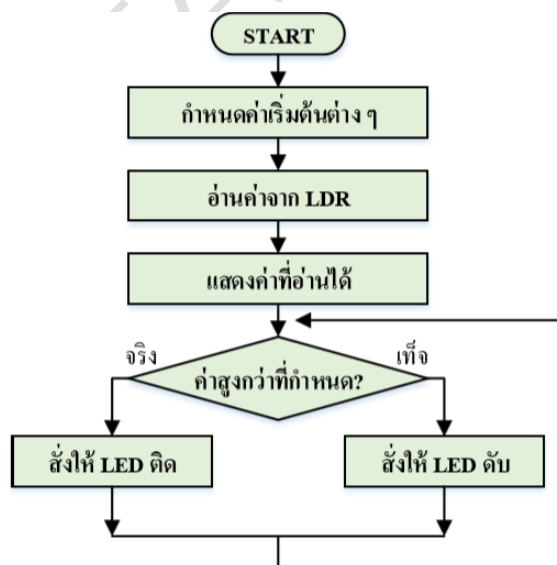 START
กำหนดค่าเริ่มต้นต่าง ๆ
อ่านค่าจาก LDR
แสดงค่าที่อ่านได้
จริง
เท็จ
ค่าสูงกว่าที่กำหนด?
สั่งให้ LED ติด
สั่งให้ LED ดับ